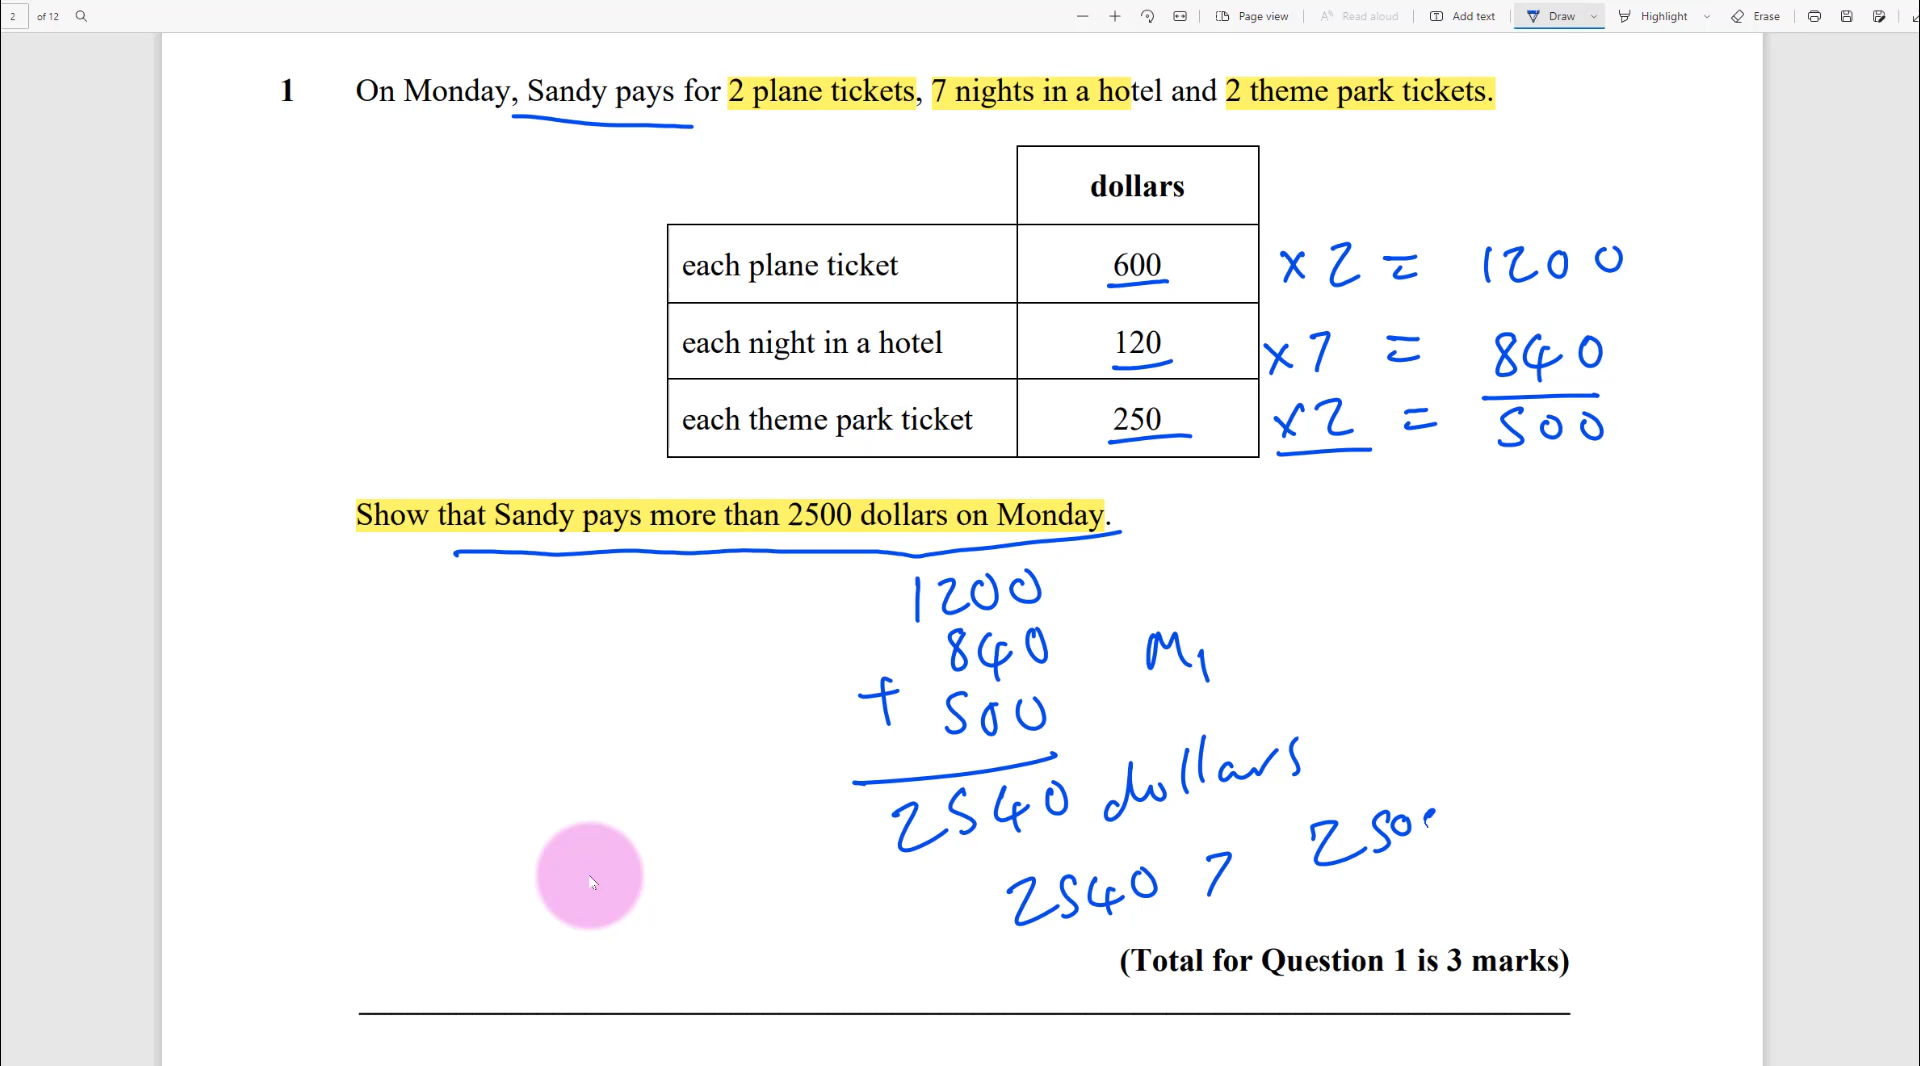 2 of 12 Page view Read aloud Add text Draw Highlight Erase
1 On Monday, Sandy pays for 2 plane tickets, 7 nights in a hotel and 2 theme park tickets.
dollars
each plane ticket 600 × 2 = 1200
each night in a hotel 120 × 7 = 840
each theme park ticket 250 × 2 = 500
Show that Sandy pays more than 2500 dollars on Monday.
1200
840 M1
+ 500
2540 dollars
2540 > 250
(Total for Question 1 is 3 marks)